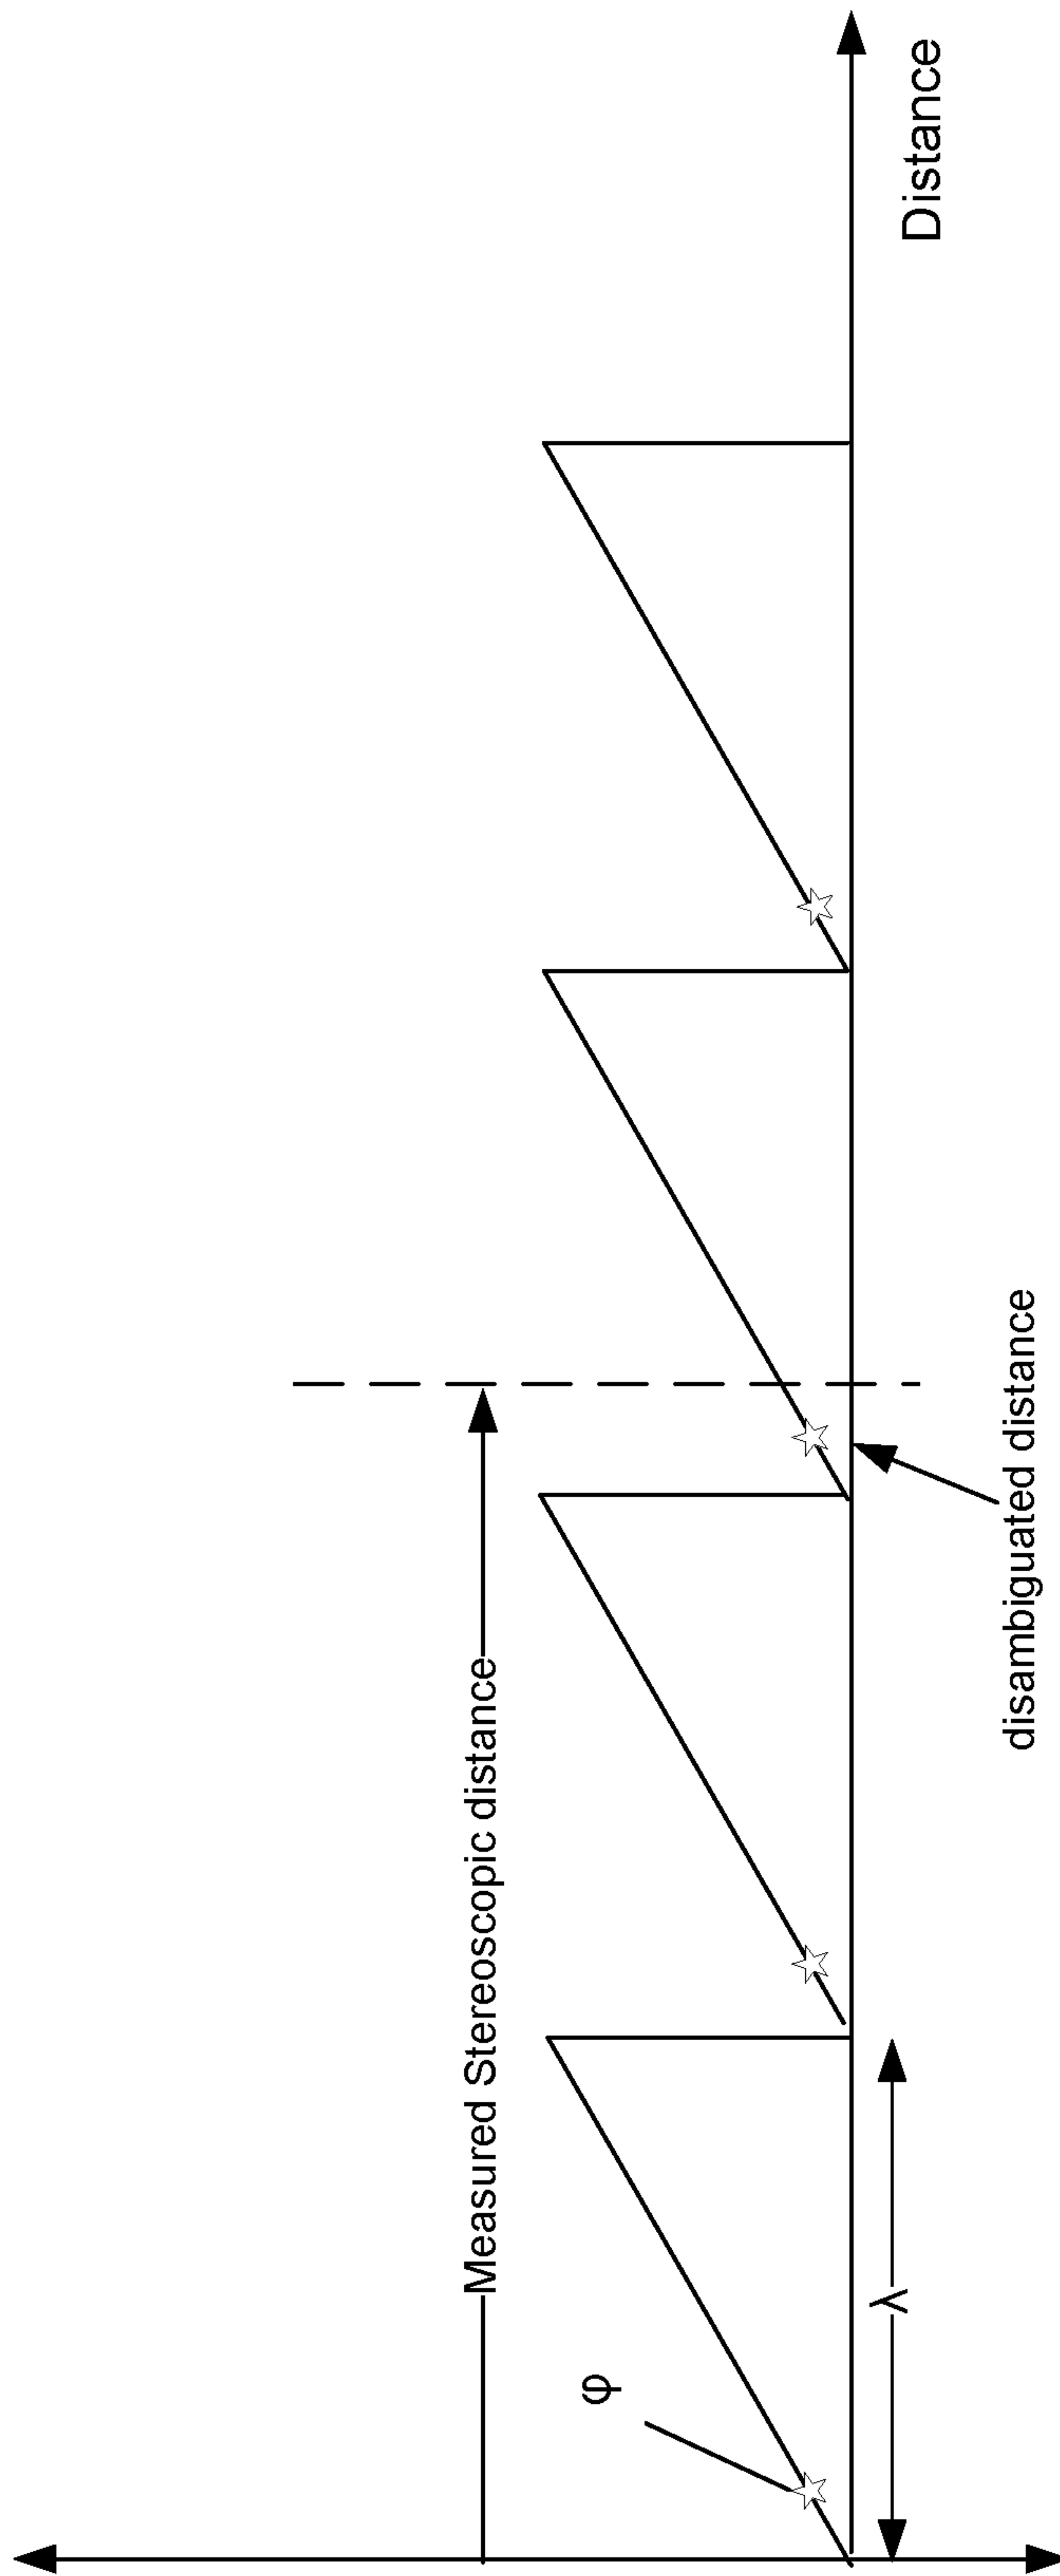 Measured Stereoscopic distance
φ
λ
disambiguated distance
Distance